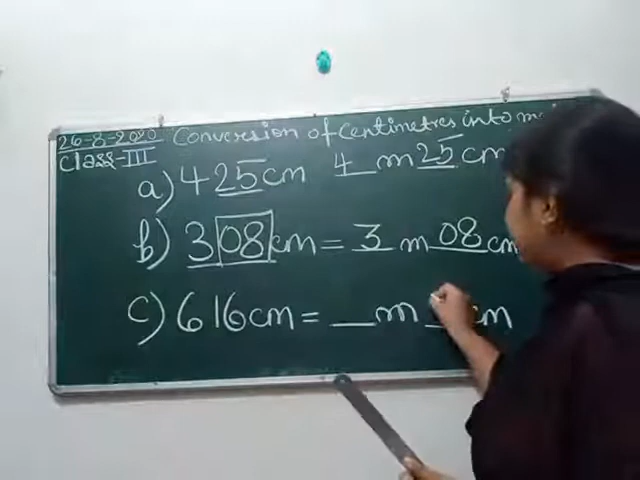 26-8-2020 Conversion of centimetres into
Class-III
a) 425cm 4 m 25 cm
b) 308cm = 3 m 08 cm
c) 616cm = __m __cm